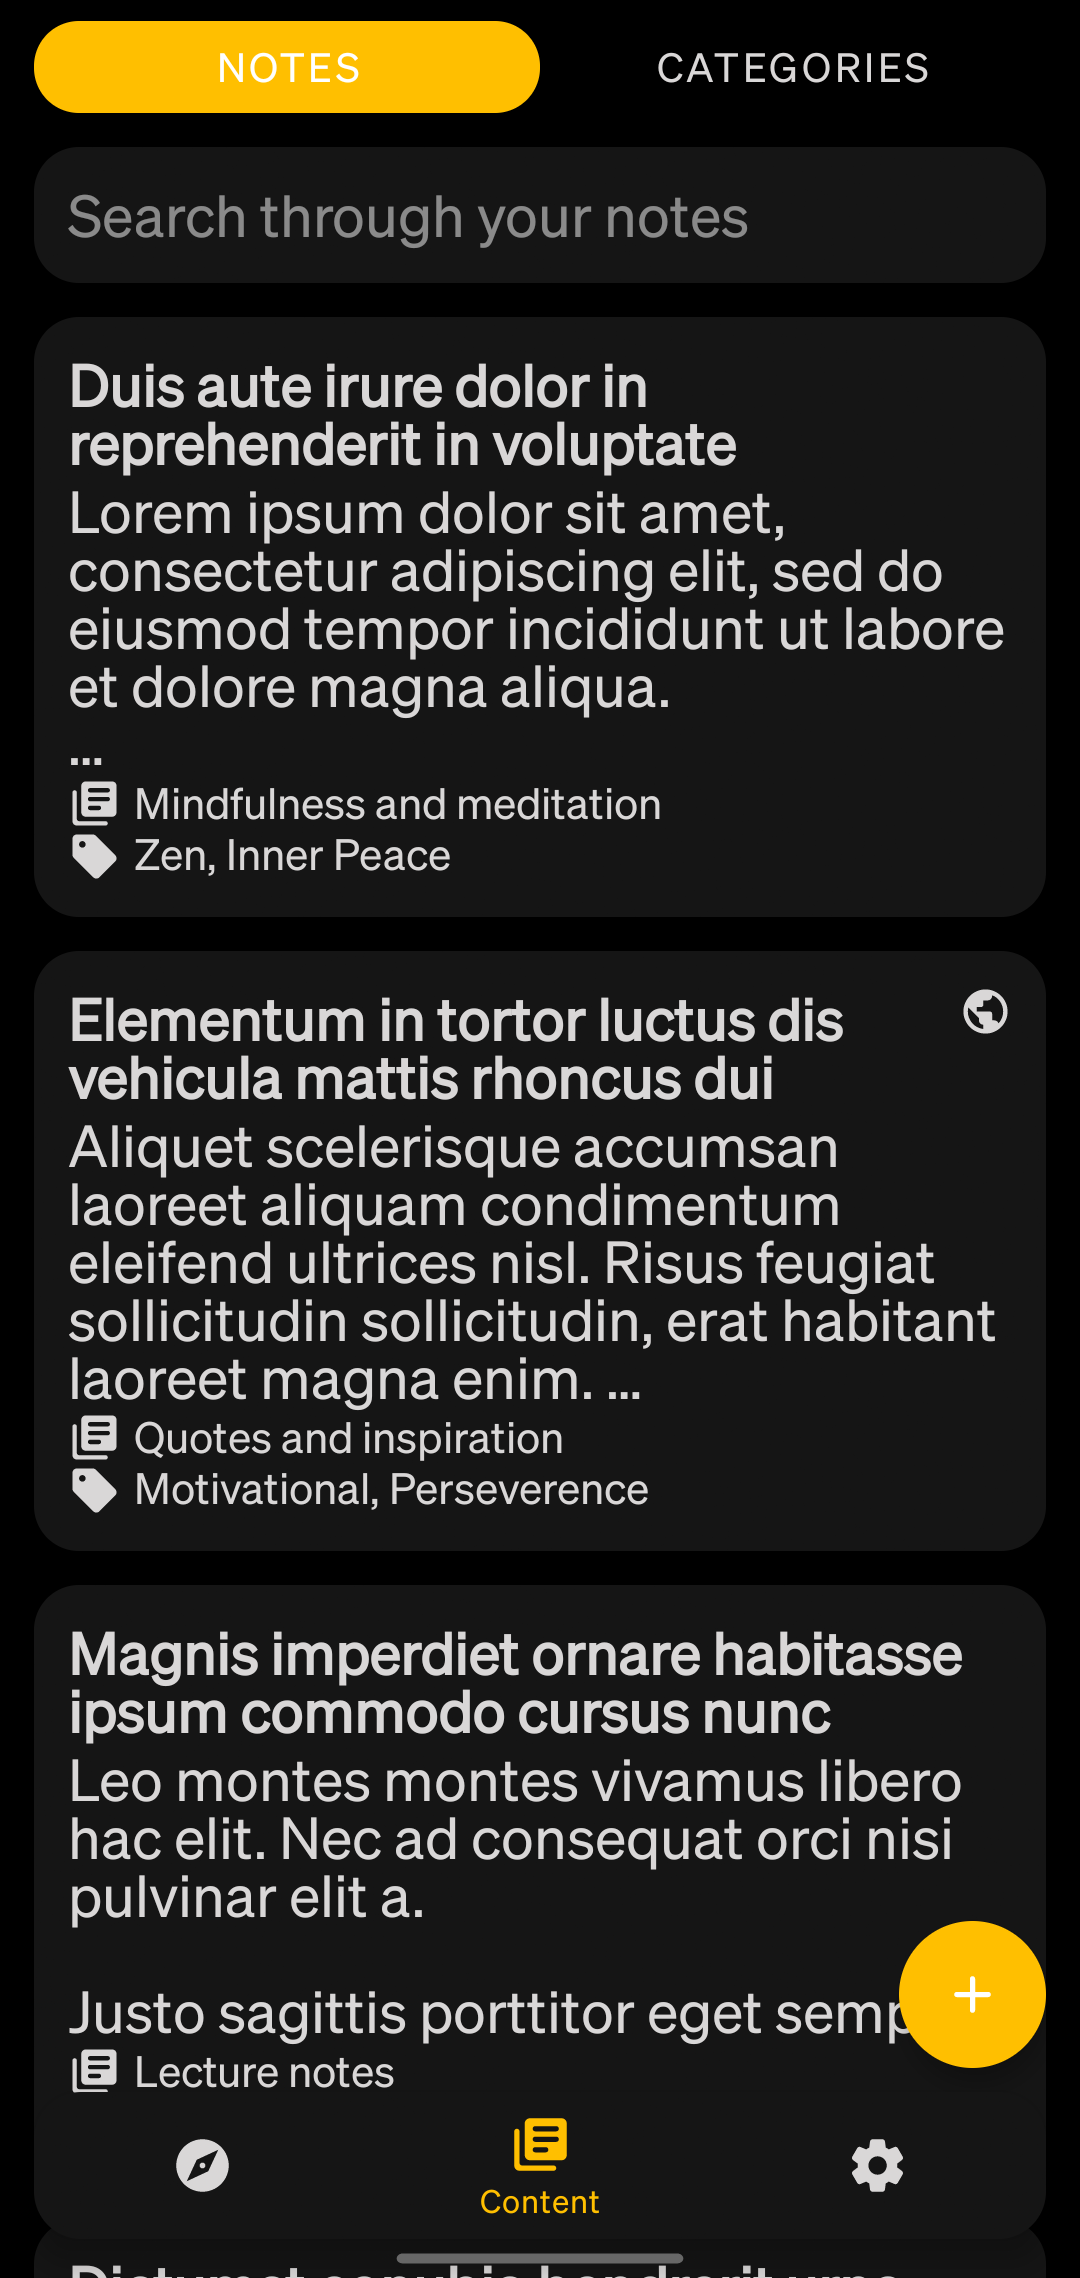 NOTES
CATEGORIES
Search through your notes
Duis aute irure dolor in
reprehenderit in voluptate
Lorem ipsum dolor sit amet,
consectetur adipiscing elit, sed do
eiusmod tempor incididunt ut labore
et dolore magna aliqua.
...
Mindfulness and meditation
Zen, Inner Peace
Elementum in tortor luctus dis
vehicula mattis rhoncus dui
Aliquet scelerisque accumsan
laoreet aliquam condimentum
eleifend ultrices nisl. Risus feugiat
sollicitudin sollicitudin, erat habitant
laoreet magna enim. ...
Quotes and inspiration
Motivational, Perseverence
Magnis imperdiet ornare habitasse
ipsum commodo cursus nunc
Leo montes montes vivamus libero
hac elit. Nec ad consequat orci nisi
pulvinar elit a.
Justo sagittis porttitor eget
Lecture notes
Content